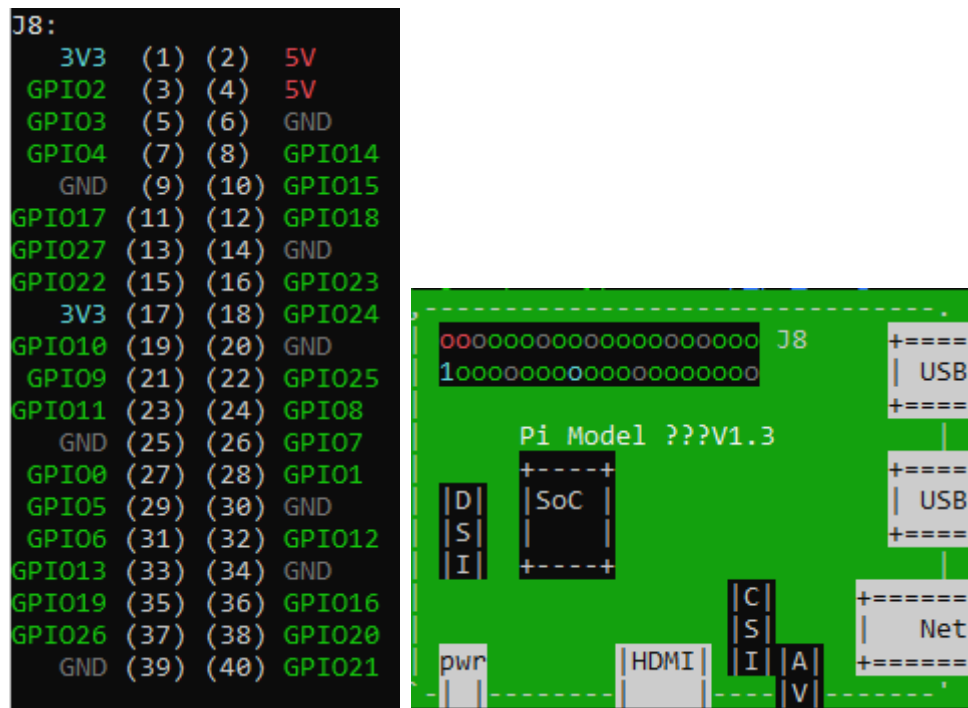 J8:
3V3 (1) (2) 5V
GPIO2 (3) (4) 5V
GPIO3 (5) (6) GND
GPIO4 (7) (8) GPIO14
GND (9) (10) GPIO15
GPIO17 (11) (12) GPIO18
GPIO27 (13) (14) GND
GPIO22 (15) (16) GPIO23
3V3 (17) (18) GPIO24
GPIO10 (19) (20) GND
GPIO9 (21) (22) GPIO25
GPIO11 (23) (24) GPIO8
GND (25) (26) GPIO7
GPIO0 (27) (28) GPIO1
GPIO5 (29) (30) GND
GPIO6 (31) (32) GPIO12
GPIO13 (33) (34) GND
GPIO19 (35) (36) GPIO16
GPIO26 (37) (38) GPIO20
GND (39) (40) GPIO21
oooooooooooooooooooo J8
1ooooooooooooooooooo
USB
Pi Model ???V1.3
USB
SoC
DSI
CSI
Net
pwr
HDMI
AV